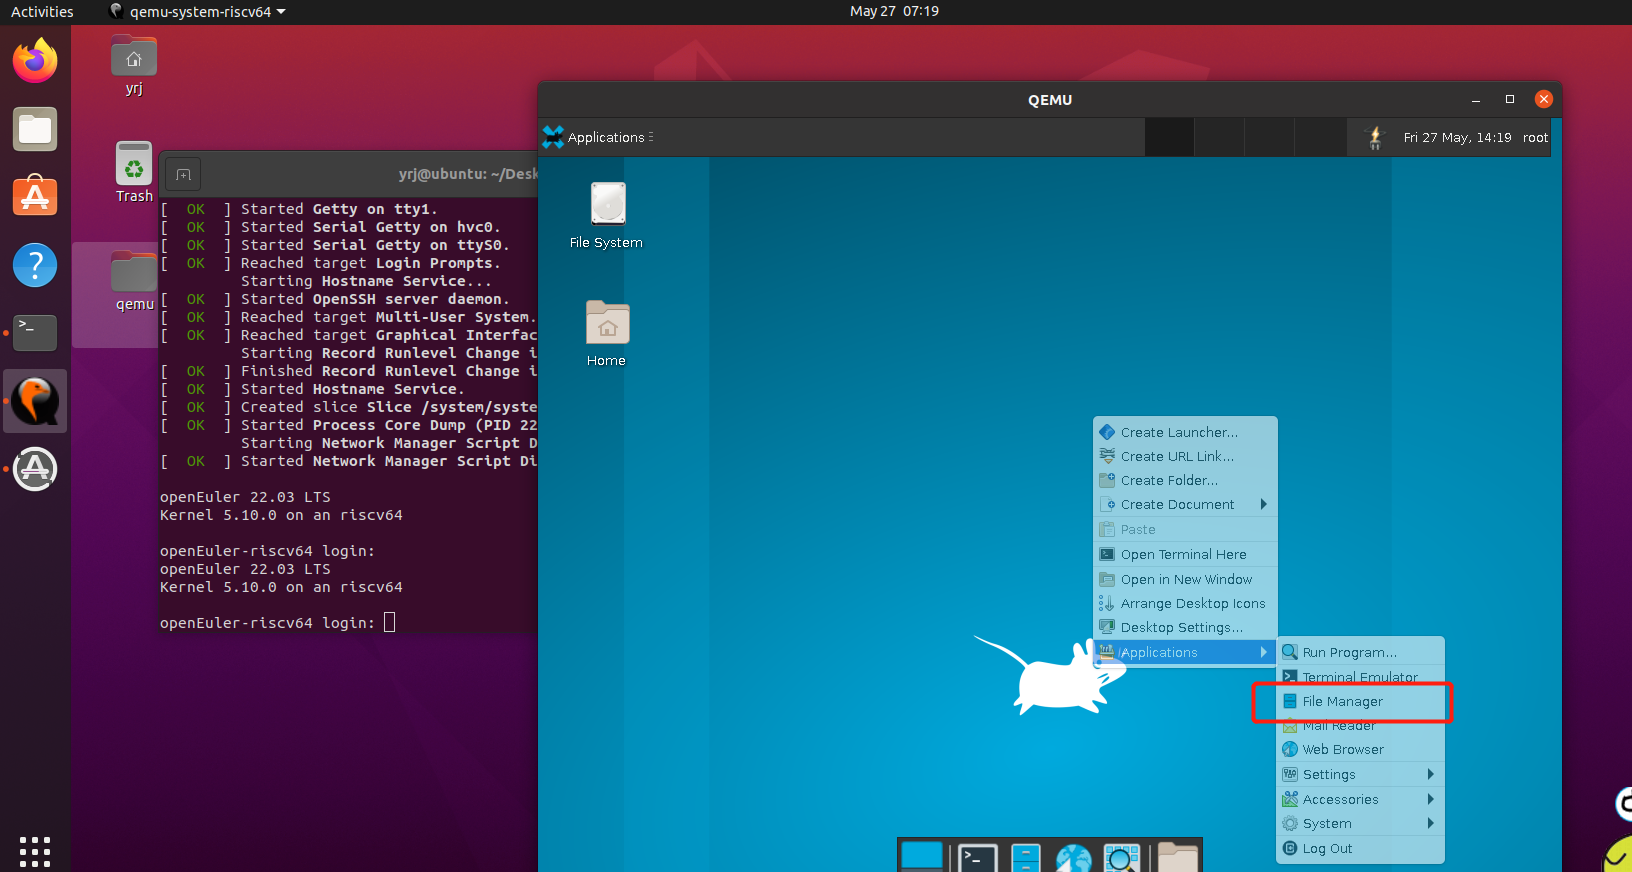 Activities
qemu-system-riscv64
May 27 07:19
yrj
Trash
qemu
yrj@ubuntu: ~/Desk
[  OK  ] Started Getty on tty1.
[  OK  ] Started Serial Getty on hvc0.
[  OK  ] Started Serial Getty on ttyS0.
[  OK  ] Reached target Login Prompts.
Starting Hostname Service...
[  OK  ] Started OpenSSH server daemon.
[  OK  ] Reached target Multi-User System.
[  OK  ] Reached target Graphical Interfac
Starting Record Runlevel Change i
[  OK  ] Finished Record Runlevel Change i
[  OK  ] Started Hostname Service.
[  OK  ] Created slice Slice /system/syste
[  OK  ] Started Process Core Dump (PID 22
Starting Network Manager Script D
[  OK  ] Started Network Manager Script Di
openEuler 22.03 LTS
Kernel 5.10.0 on an riscv64
openEuler-riscv64 login:
openEuler 22.03 LTS
Kernel 5.10.0 on an riscv64
openEuler-riscv64 login:
QEMU
Applications
Fri 27 May, 14:19 root
File System
Home
Create Launcher...
Create URL Link...
Create Folder...
Create Document
Paste
Open Terminal Here
Open in New Window
Arrange Desktop Icons
Desktop Settings...
Applications
Run Program...
Terminal Emulator
File Manager
Mail Reader
Web Browser
Settings
Accessories
System
Log Out